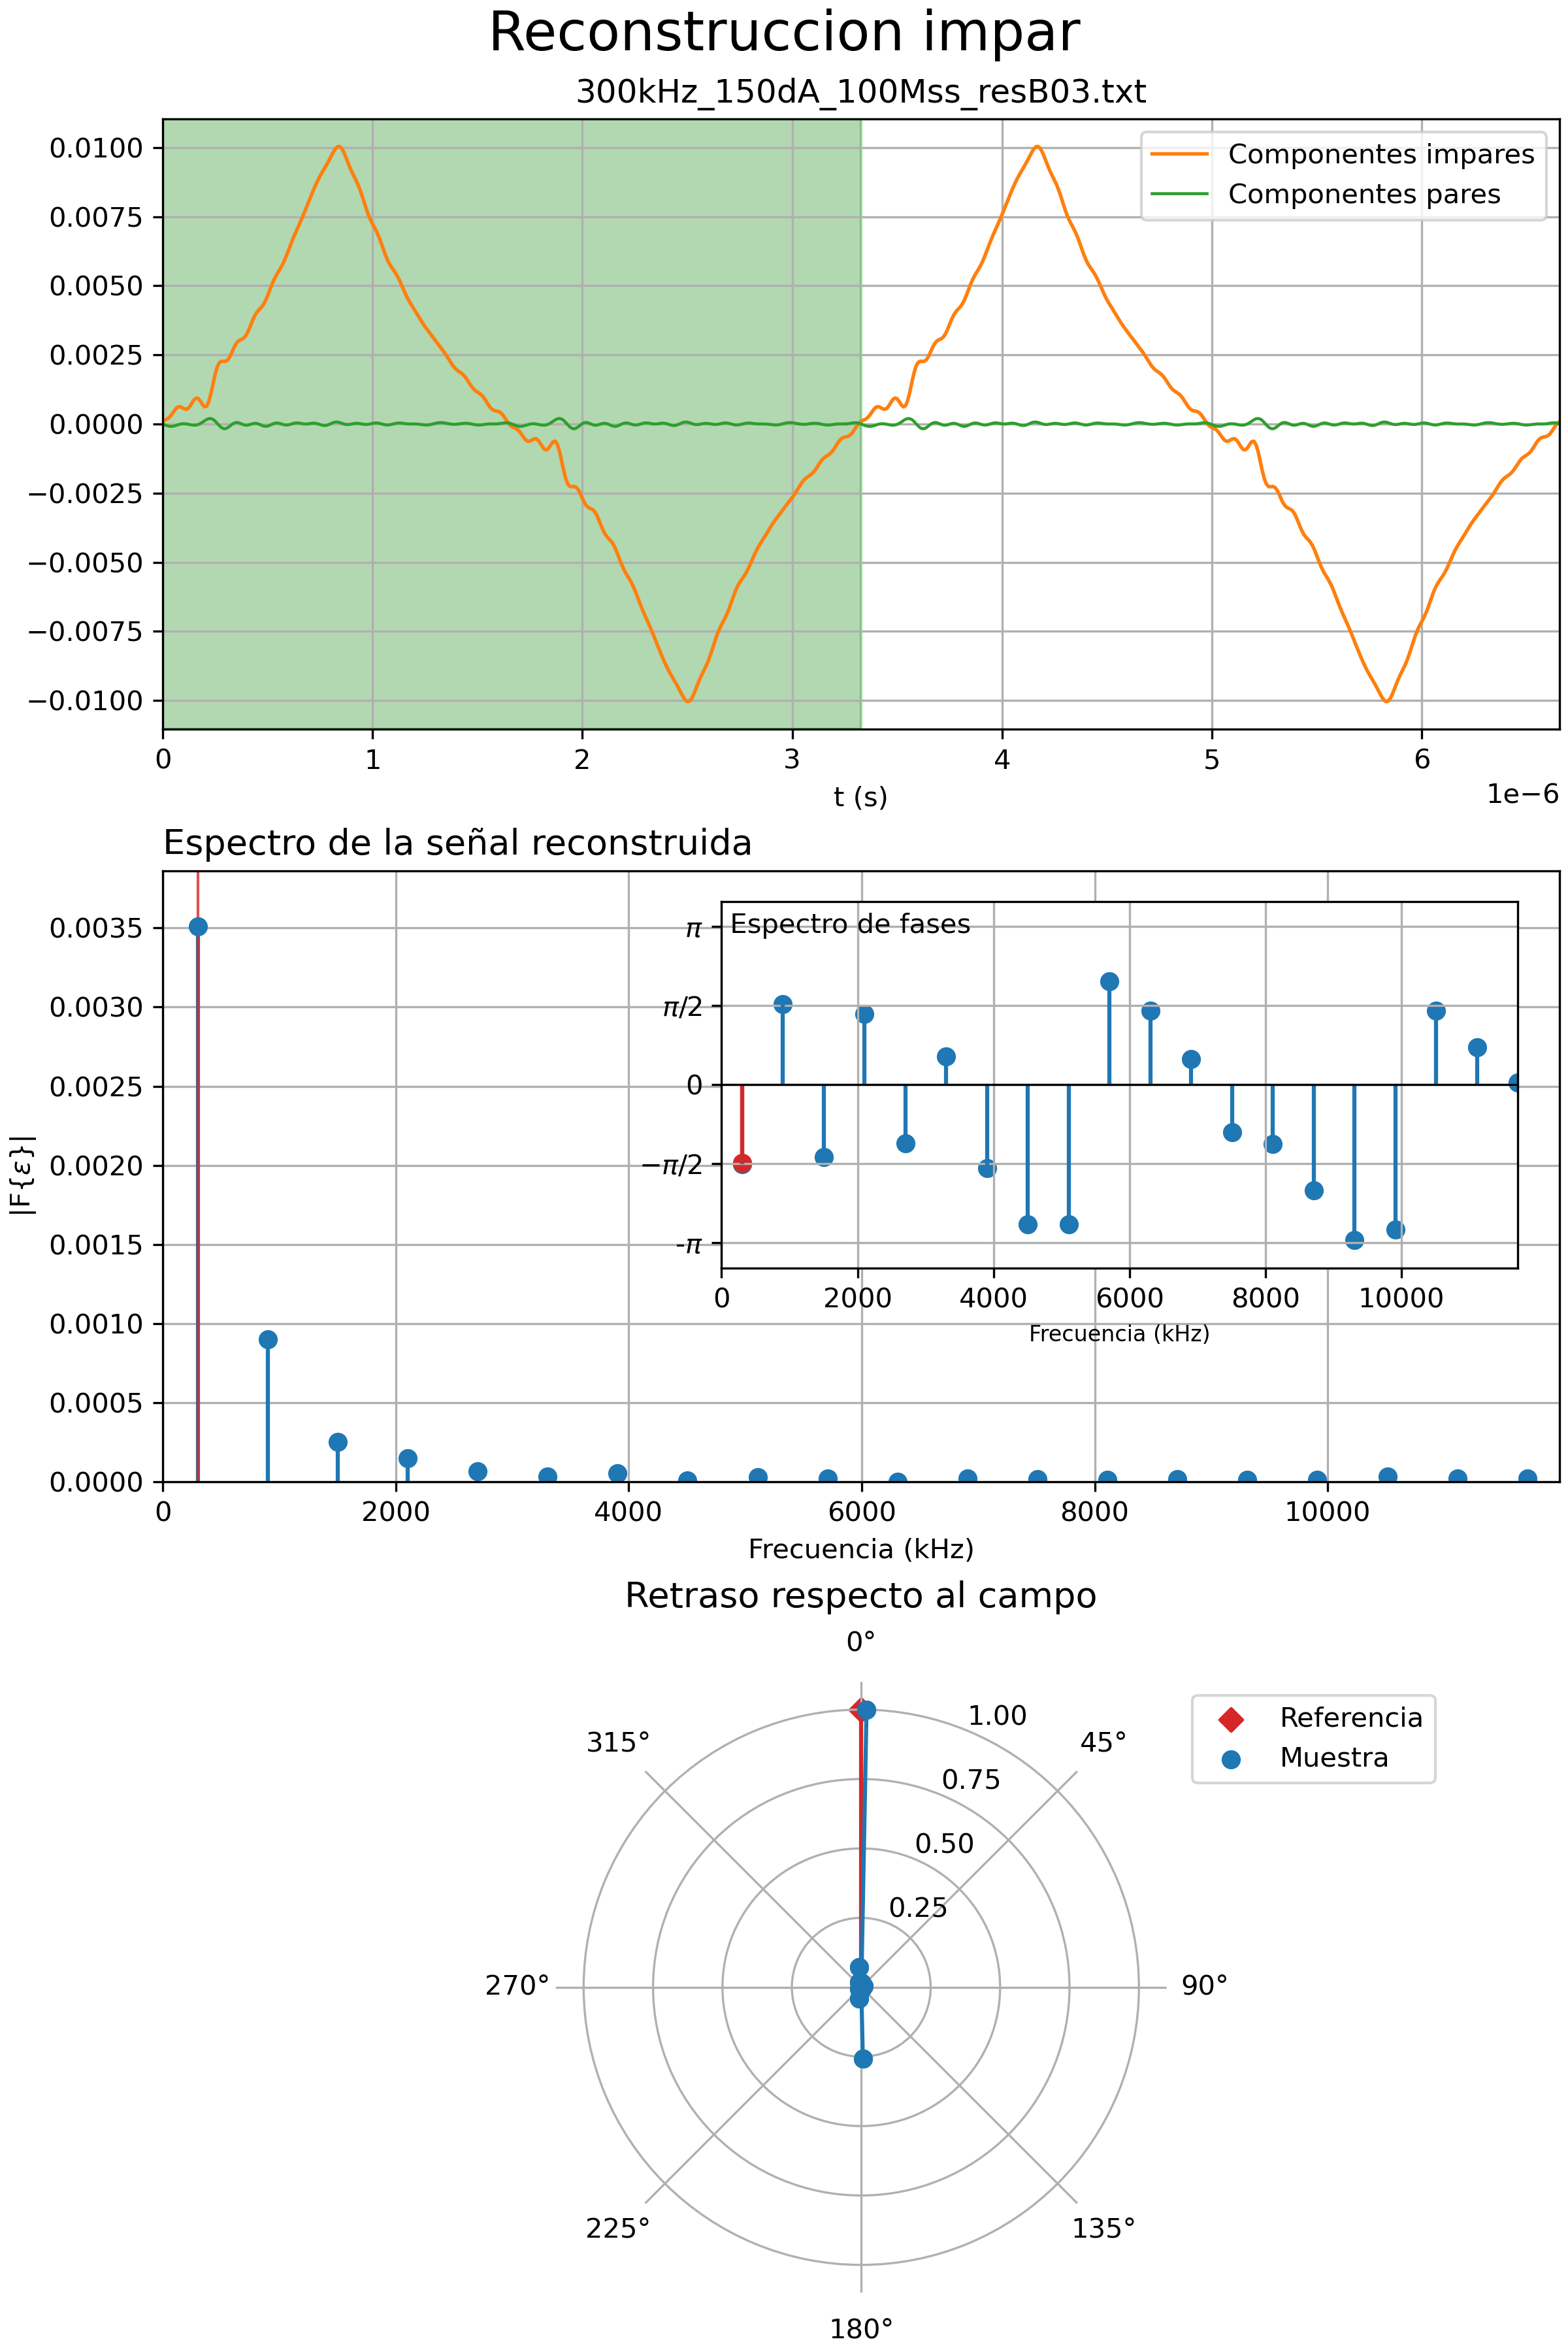 Reconstruccion impar
300kHz_150dA_100Mss_resB03.txt
0.0100
0.0075
0.0050
0.0025
0.0000
−0.0025
−0.0050
−0.0075
−0.0100
Componentes impares
Componentes pares
0 1 2 3 4 5 6
t (s)
1e−6
Espectro de la señal reconstruida
0.0035
0.0030
0.0025
0.0020
0.0015
0.0010
0.0005
0.0000
|F{ε}|
Espectro de fases
π
π/2
0
−π/2
-π
0 2000 4000 6000 8000 10000
Frecuencia (kHz)
0 2000 4000 6000 8000 10000
Frecuencia (kHz)
Retraso respecto al campo
0°
45°
90°
135°
180°
225°
270°
315°
1.00
0.75
0.50
0.25
Referencia
Muestra